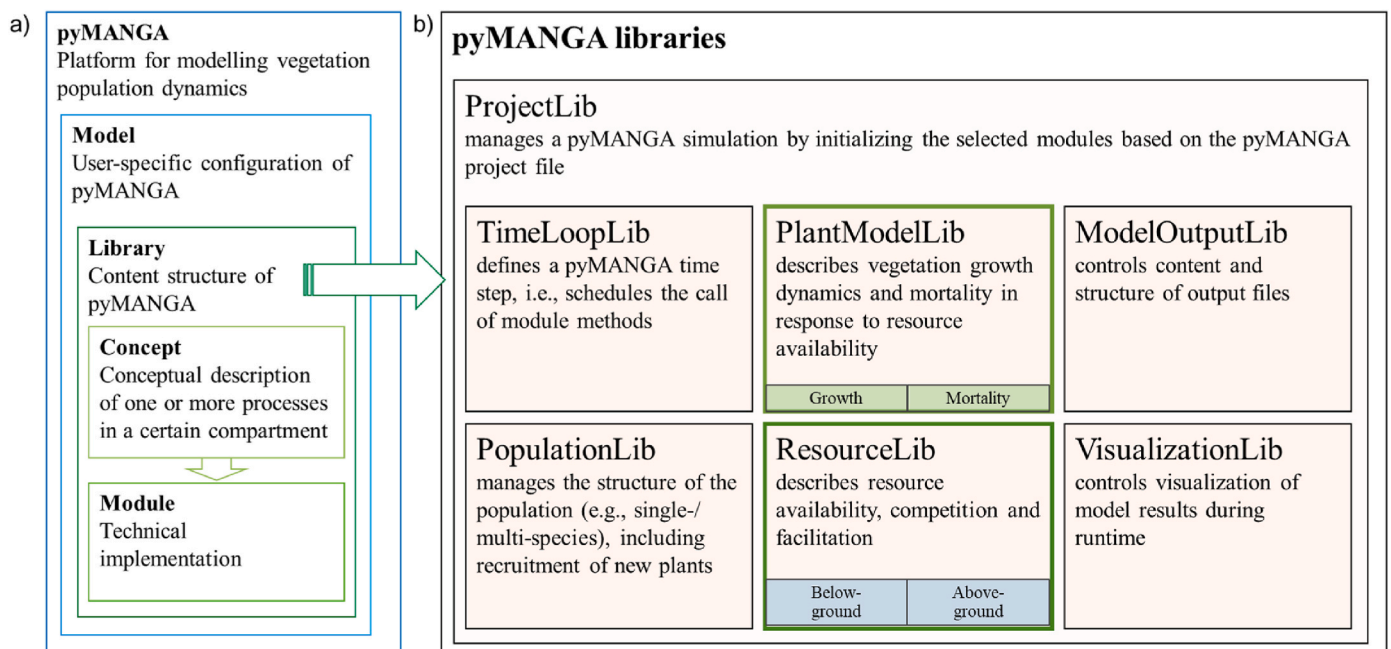 a)
pyMANGA
Platform for modelling vegetation
population dynamics
Model
User-specific configuration of
pyMANGA
Library
Content structure of
pyMANGA
Concept
Conceptual description
of one or more processes
in a certain compartment
Module
Technical
implementation
b)
pyMANGA libraries
ProjectLib
manages a pyMANGA simulation by initializing the selected modules based on the pyMANGA
project file
TimeLoopLib
defines a pyMANGA time
step, i.e., schedules the call
of module methods
PlantModelLib
describes vegetation growth
dynamics and mortality in
response to resource
availability
Growth
Mortality
ModelOutputLib
controls content and
structure of output files
PopulationLib
manages the structure of the
population (e.g., single-/
multi-species), including
recruitment of new plants
ResourceLib
describes resource
availability, competition and
facilitation
Below-
ground
Above-
ground
VisualizationLib
controls visualization of
model results during
runtime